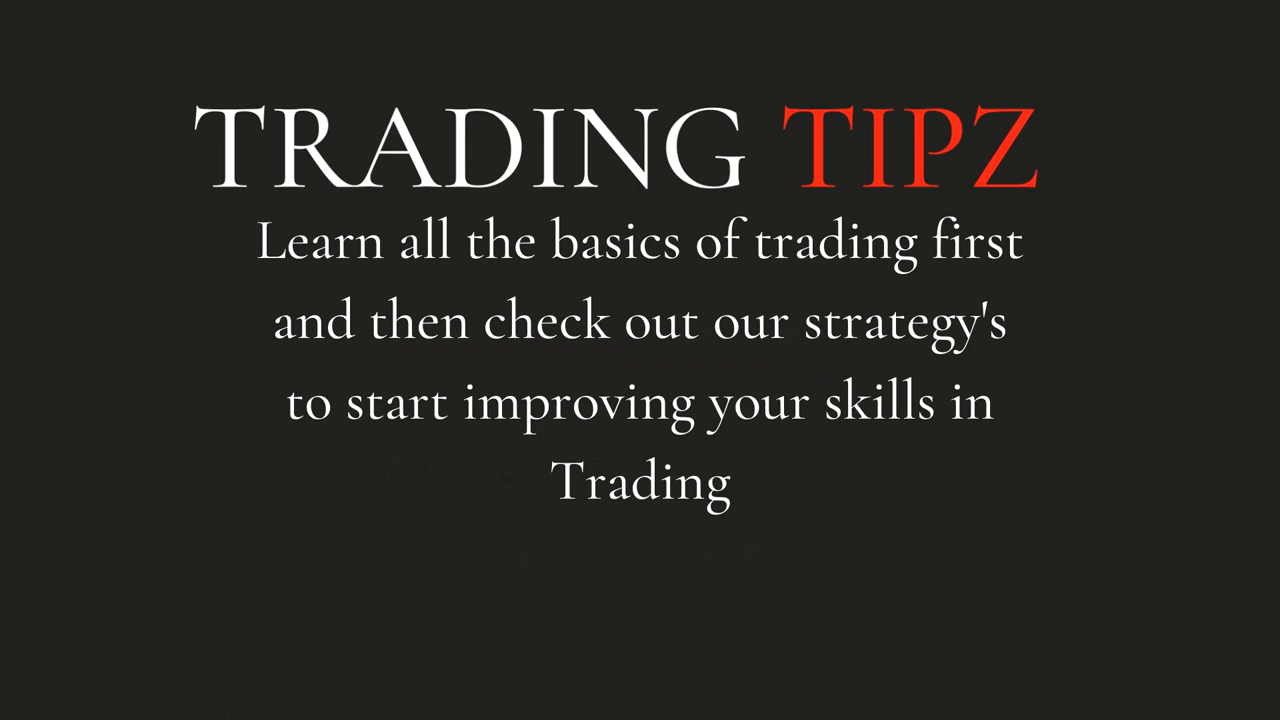 TRADING TIPZ
Learn all the basics of trading first
and then check out our strategy's
to start improving your skills in
Trading